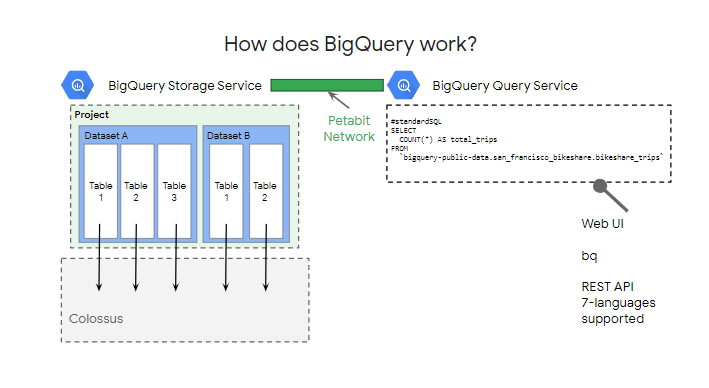 How does BigQuery work?
BigQuery Storage Service
BigQuery Query Service
Petabit
Network
Project
Dataset A
Dataset B
Table
1
Table
2
Table
3
Table
1
Table
2
Colossus
#standardSQL
SELECT
COUNT(*) AS total_trips
FROM
`bigquery-public-data.san_francisco_bikeshare.bikeshare_trips`
Web UI
bq
REST API
7-languages
supported